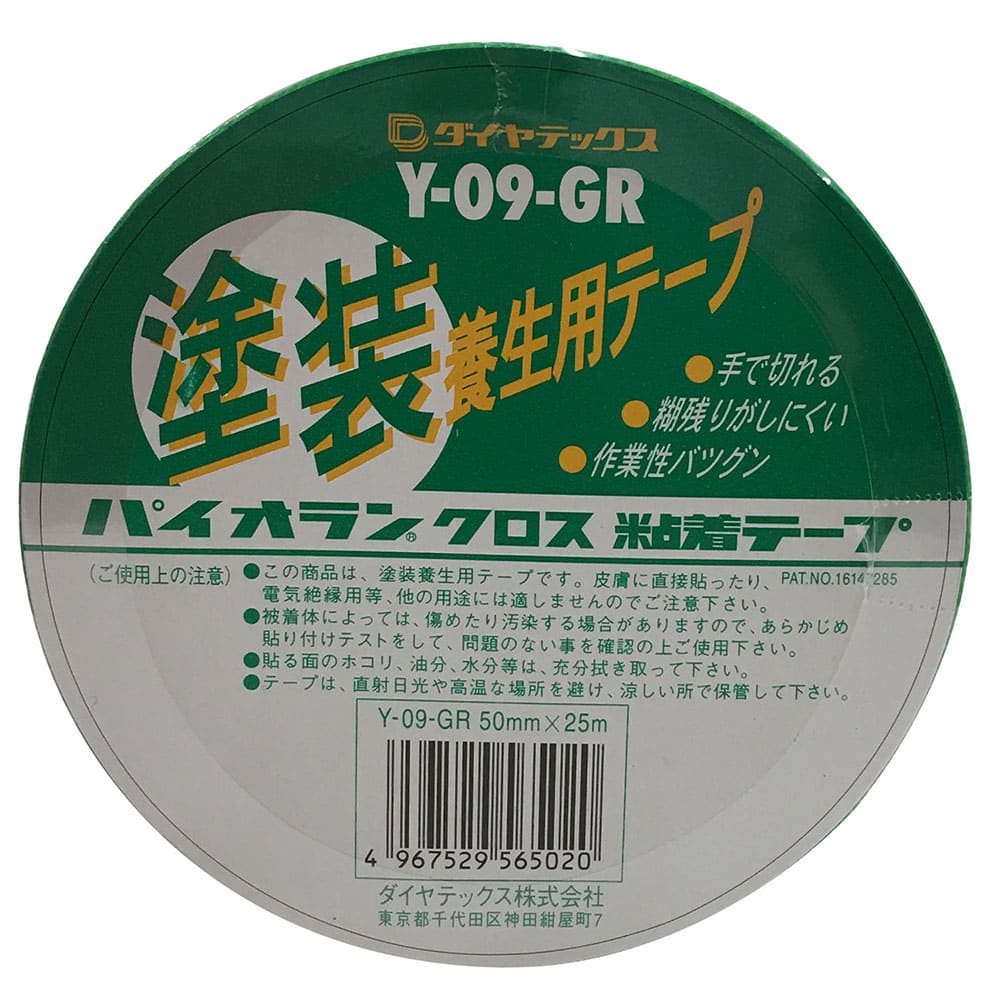 ダイヤテックス
Y-09-GR
塗装養生用テープ
●手で切れる
●糊残りがしにくい
●作業性バツグン
パイオラン®クロス 粘着テープ
(ご使用上の注意)
●この商品は、塗装養生用テープです。皮膚に直接貼ったり、
電気絶縁用等、他の用途には適しませんのでご注意下さい。
PAT.NO.1614 285
●被着体によっては、傷めたり汚染する場合がありますので、あらかじめ
貼り付けテストをして、問題のない事を確認の上ご使用下さい。
●貼る面のホコリ、油分、水分等は、充分拭き取って下さい。
●テープは、直射日光や高温な場所を避け、涼しい所で保管して下さい。
Y-09-GR 50mm×25m
4 967529 565020
ダイヤテックス株式会社
東京都千代田区神田紺屋町7